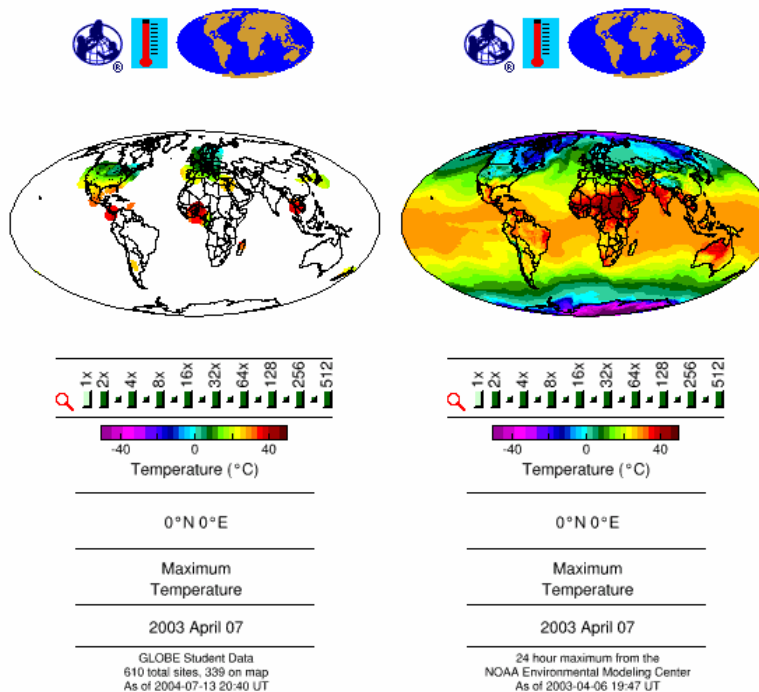 ®
®
1x 2x 4x 8x 16x 32x 64x 128 256 512
1x 2x 4x 8x 16x 32x 64x 128 256 512
-40 0 40
-40 0 40
Temperature (°C)
Temperature (°C)
0°N 0°E
0°N 0°E
Maximum
Temperature
Maximum
Temperature
2003 April 07
2003 April 07
GLOBE Student Data
610 total sites, 339 on map
As of 2004-07-13 20:40 UT
24 hour maximum from the
NOAA Environmental Modeling Center
As of 2003-04-06 19:47 UT